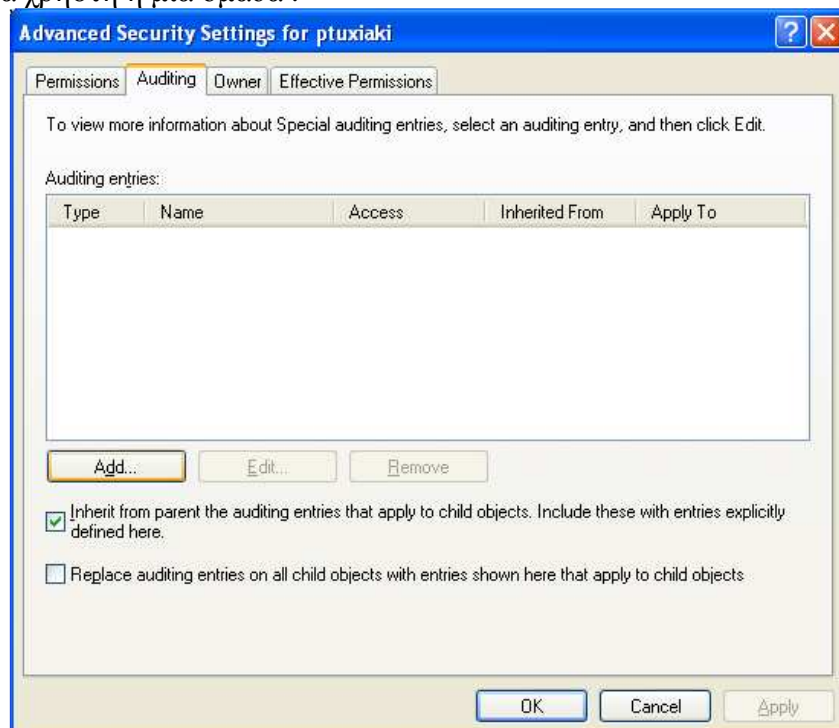 χρήστη ή μια ομάδα .
Advanced Security Settings for ptuxiaki
Permissions Auditing Owner Effective Permissions
To view more information about Special auditing entries, select an auditing entry, and then click Edit.
Auditing entries:
Type Name Access Inherited From Apply To
Add... Edit... Remove
Inherit from parent the auditing entries that apply to child objects. Include these with entries explicitly
defined here.
Replace auditing entries on all child objects with entries shown here that apply to child objects
OK Cancel Apply